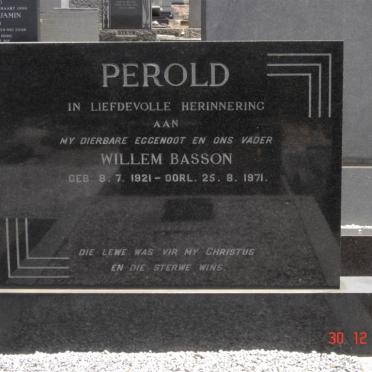 PEROLD
IN LIEFDEVOLLE HERINNERING
AAN
MY DIERBARE EGGENOOT EN ONS VADER
WILLEM BASSON
GEB. 8. 7. 1921 – OORL. 25. 8. 1971.
DIE LEWE WAS VIR MY CHRISTUS
EN DIE STERWE WINS.
30 12